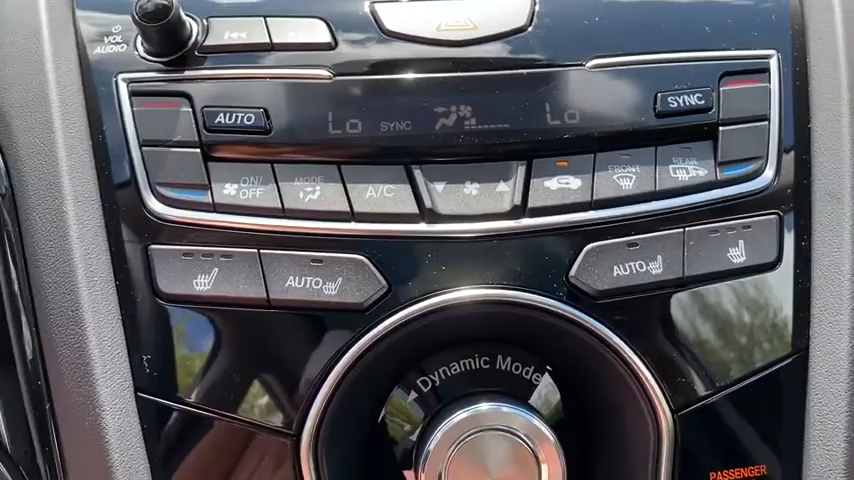 VOL
AUDIO
AUTO
Lo
SYNC
Lo
SYNC
ON/
OFF
MODE
A/C
FRONT
REAR
AUTO
AUTO
Dynamic Mode
PASSENGER